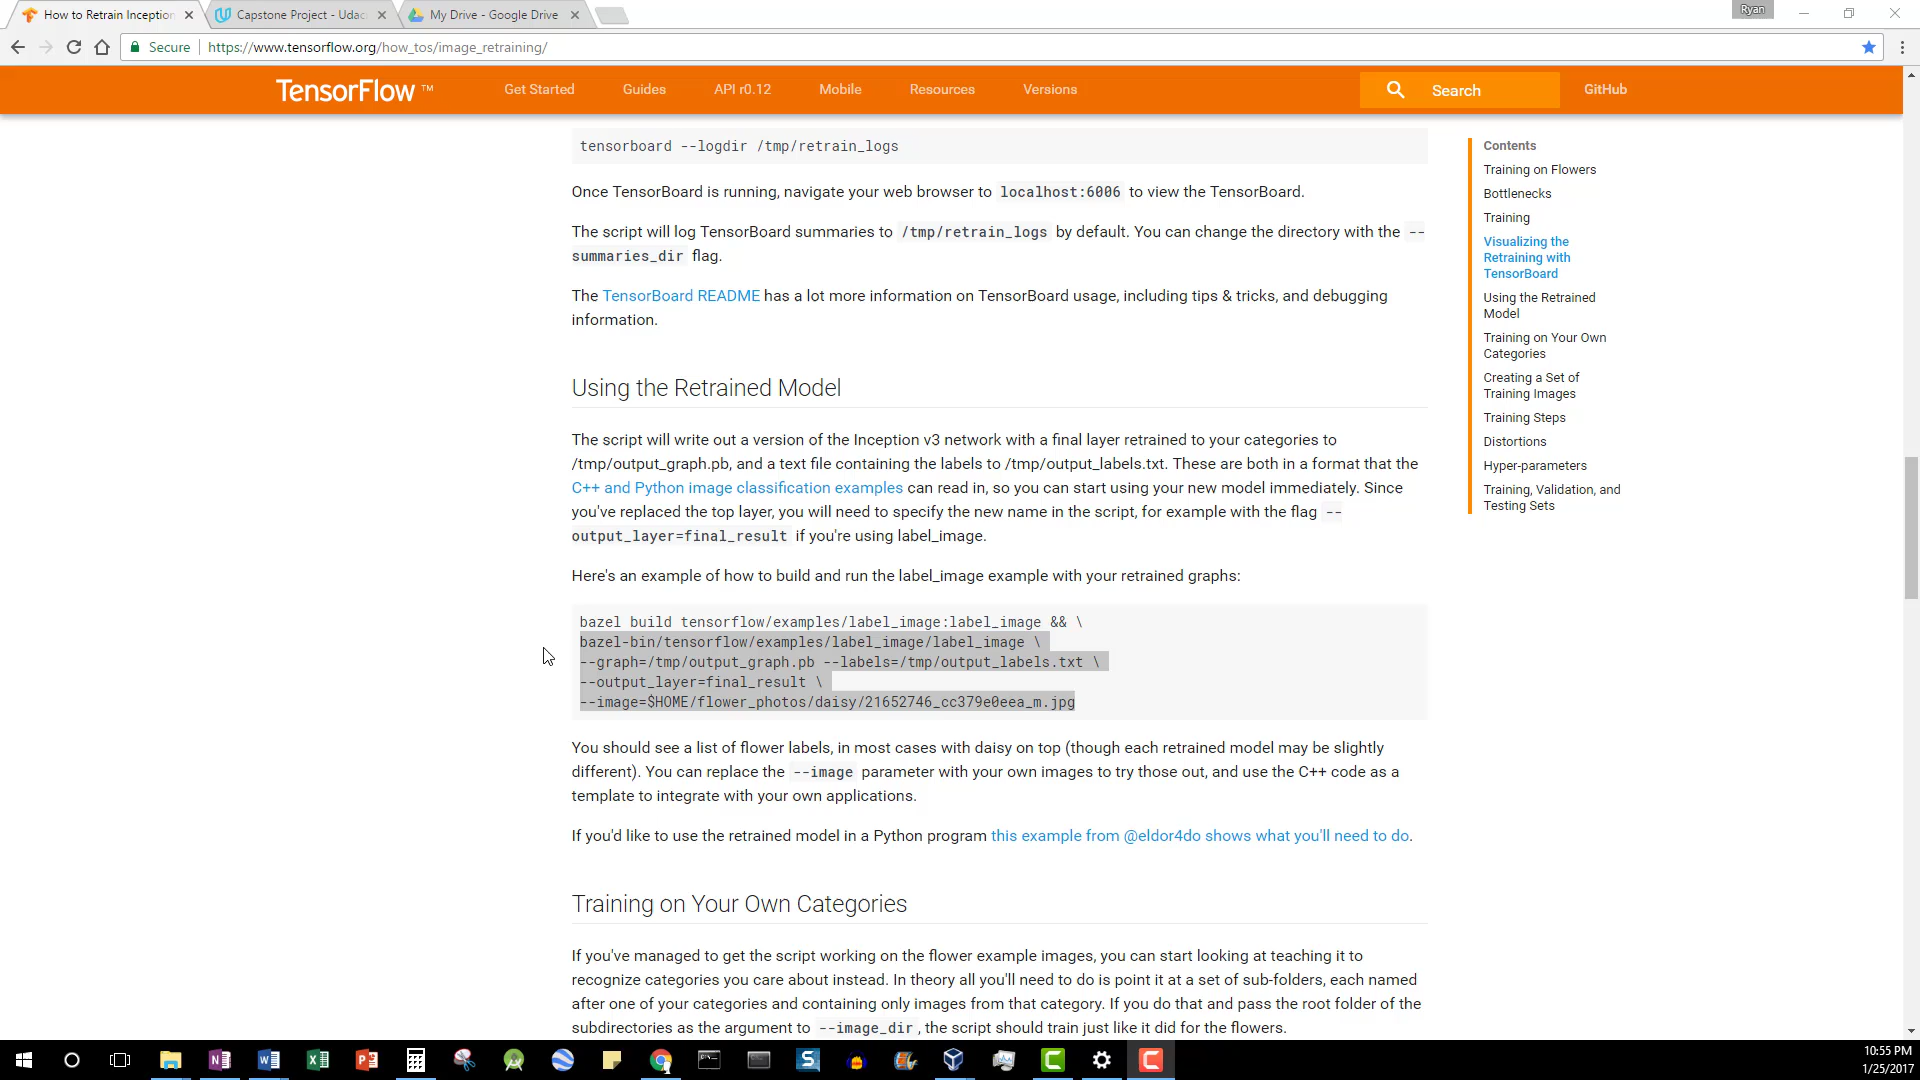 How to Retrain Inception
Capstone Project - Udac
My Drive - Google Drive
Ryan
Secure
https://www.tensorflow.org/how_tos/image_retraining/
TensorFlow ™
Get Started
Guides
API r0.12
Mobile
Resources
Versions
Search
GitHub
tensorboard --logdir /tmp/retrain_logs
Once TensorBoard is running, navigate your web browser to localhost:6006 to view the TensorBoard.
The script will log TensorBoard summaries to /tmp/retrain_logs by default. You can change the directory with the --
summaries_dir flag.
The TensorBoard README has a lot more information on TensorBoard usage, including tips & tricks, and debugging
information.
Using the Retrained Model
The script will write out a version of the Inception v3 network with a final layer retrained to your categories to
/tmp/output_graph.pb, and a text file containing the labels to /tmp/output_labels.txt. These are both in a format that the
C++ and Python image classification examples can read in, so you can start using your new model immediately. Since
you've replaced the top layer, you will need to specify the new name in the script, for example with the flag --
output_layer=final_result if you're using label_image.
Here's an example of how to build and run the label_image example with your retrained graphs:
bazel build tensorflow/examples/label_image:label_image && \
bazel-bin/tensorflow/examples/label_image/label_image \
--graph=/tmp/output_graph.pb --labels=/tmp/output_labels.txt \
--output_layer=final_result \
--image=$HOME/flower_photos/daisy/21652746_cc379e0eea_m.jpg
You should see a list of flower labels, in most cases with daisy on top (though each retrained model may be slightly
different). You can replace the --image parameter with your own images to try those out, and use the C++ code as a
template to integrate with your own applications.
If you'd like to use the retrained model in a Python program this example from @eldor4do shows what you'll need to do.
Training on Your Own Categories
If you've managed to get the script working on the flower example images, you can start looking at teaching it to
recognize categories you care about instead. In theory all you'll need to do is point it at a set of sub-folders, each named
after one of your categories and containing only images from that category. If you do that and pass the root folder of the
subdirectories as the argument to --image_dir, the script should train just like it did for the flowers.
Contents
Training on Flowers
Bottlenecks
Training
Visualizing the
Retraining with
TensorBoard
Using the Retrained
Model
Training on Your Own
Categories
Creating a Set of
Training Images
Training Steps
Distortions
Hyper-parameters
Training, Validation, and
Testing Sets
10:55 PM
1/25/2017